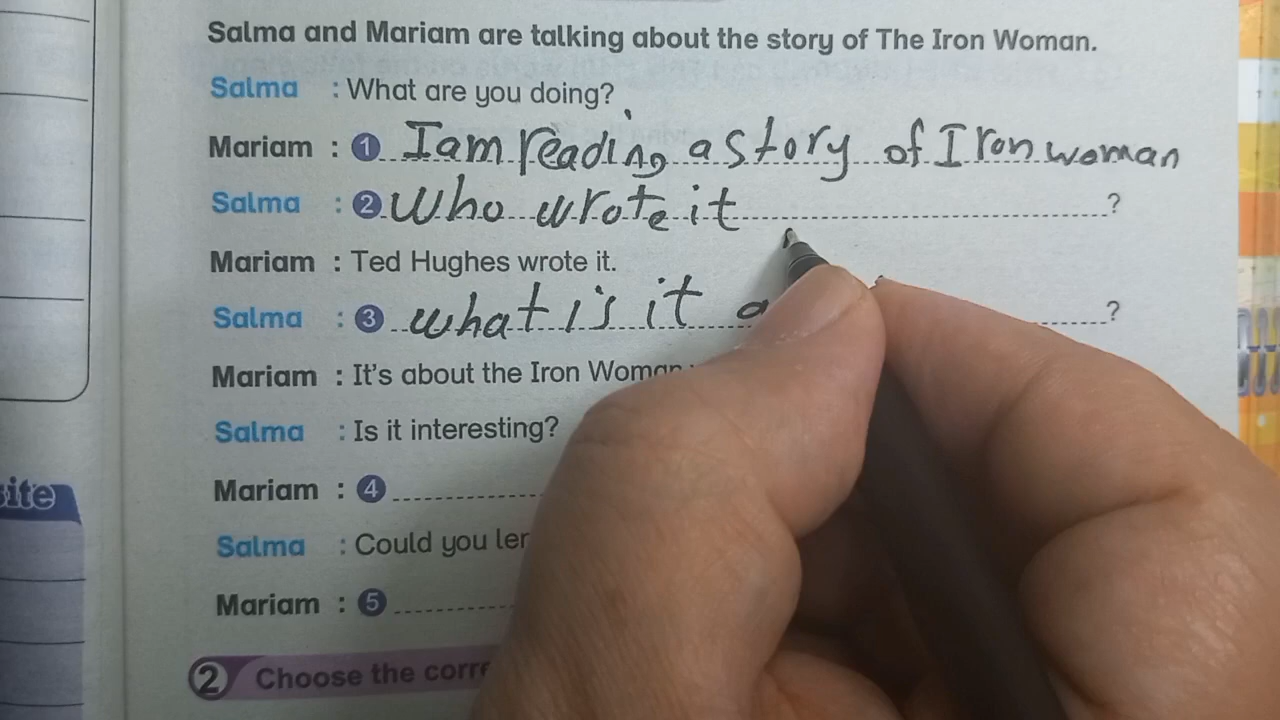 Salma and Mariam are talking about the story of The Iron Woman.
Salma : What are you doing?
Mariam : 1 I am reading a story of Iron woman
Salma : 2 Who wrote it ?
Mariam : Ted Hughes wrote it.
Salma : 3 what is it ?
Mariam : It's about the Iron Woman
Salma : Is it interesting?
Mariam : 4
Salma : Could you
Mariam : 5
2 Choose the